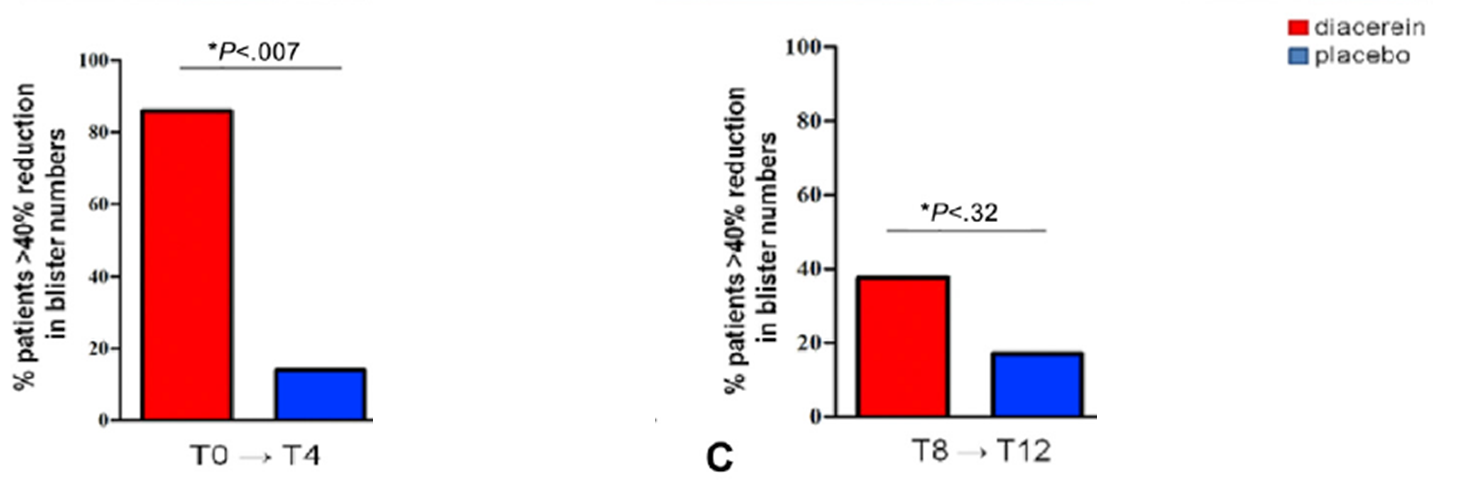 *P<.007
% patients >40% reduction
in blister numbers
100
80
60
40
20
0
T0 → T4
*P<.32
% patients >40% reduction
in blister numbers
100
80
60
40
20
0
T8 → T12
C
diacerein
placebo